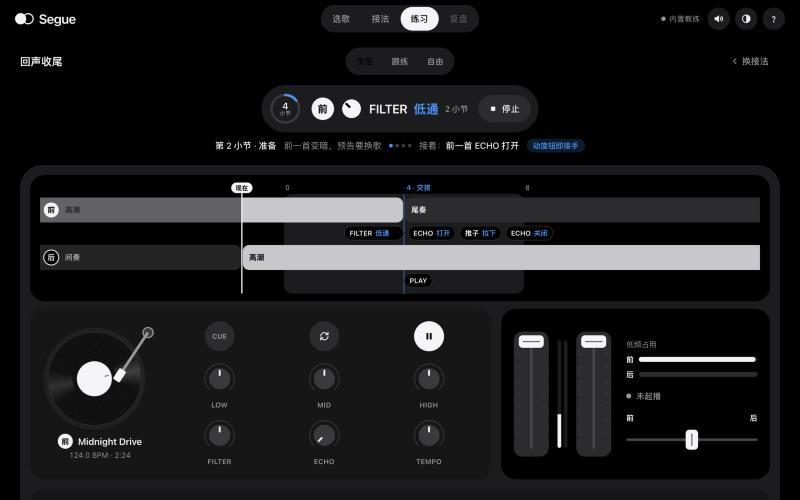 Segue
选歌 接法 练习 复盘
内置教练 ?
回声收尾
示范 跟练 自由
换接法
4 小节 前 FILTER 低通 2 小节 停止
第 2 小节 · 准备 前一首变暗，预告要换歌 接着: 前一首 ECHO 打开 动旋钮即接手
现在 0 4 · 交接 8
前 高潮 尾奏
FILTER 低通 ECHO 打开 推子 拉下 ECHO 关闭
后 间奏 高潮
PLAY
CUE
LOW MID HIGH
FILTER ECHO TEMPO
前 Midnight Drive
124.0 BPM · 2:24
低频占用
前
后
未起播
前 后